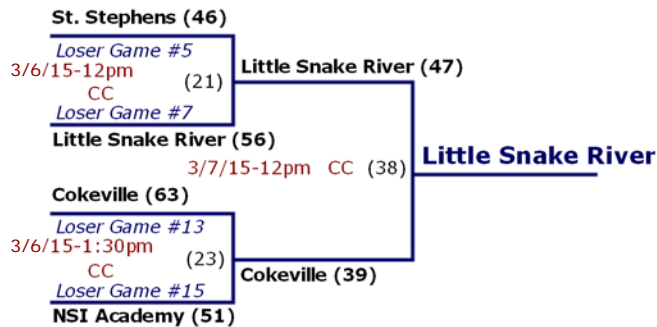 St. Stephens (46)
Loser Game #5
3/6/15-12pm
CC
(21)
Loser Game #7
Little Snake River (56)
Little Snake River (47)
3/7/15-12pm CC (38)
Little Snake River
Cokeville (63)
Loser Game #13
3/6/15-1:30pm
CC
(23)
Loser Game #15
NSI Academy (51)
Cokeville (39)